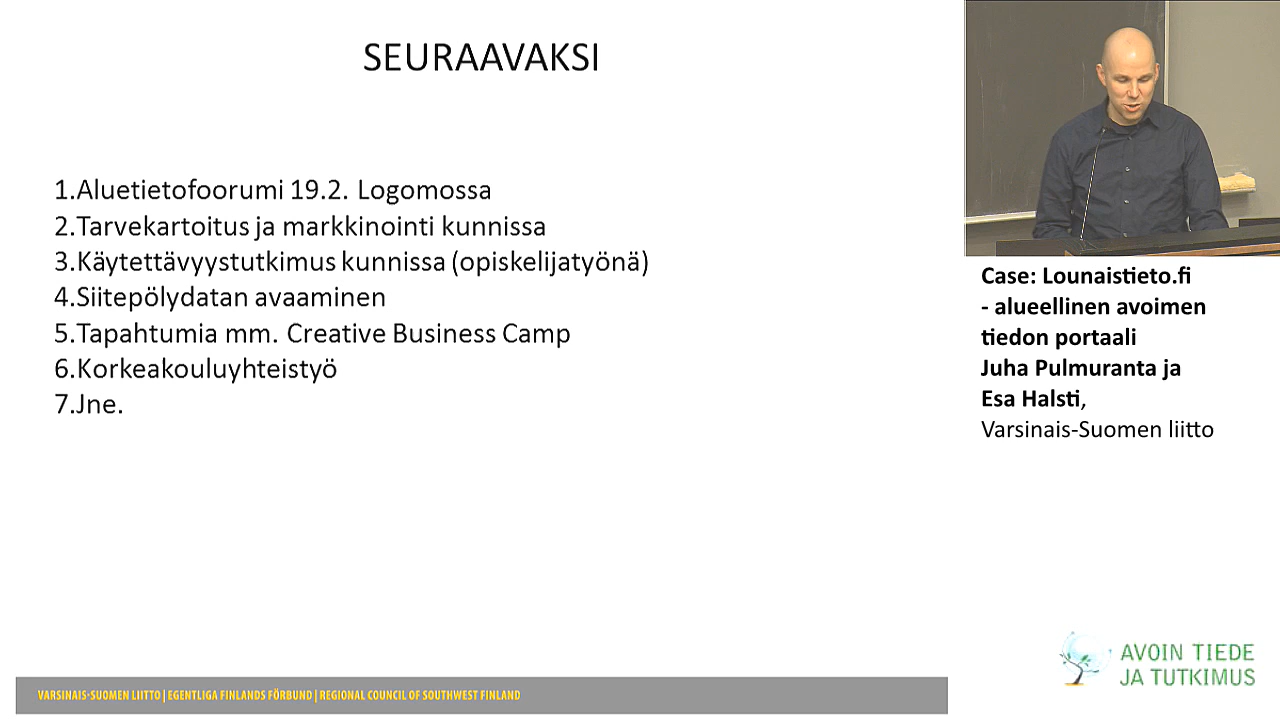 SEURAAVAKSI
1.Aluetietofoorumi 19.2. Logomossa
2.Tarvekartoitus ja markkinointi kunnissa
3.Käytettävyystutkimus kunnissa (opiskelijatyönä)
4.Siitepölydatan avaaminen
5.Tapahtumia mm. Creative Business Camp
6.Korkeakouluyhteistyö
7.Jne.
Case: Lounaistieto.fi
- alueellinen avoimen
tiedon portaali
Juha Pulmuranta ja
Esa Halsti,
Varsinais-Suomen liitto
AVOIN TIEDE
JA TUTKIMUS
VARSINAIS-SUOMEN LIITTO | EGENTLIGA FINLANDS FÖRBUND | REGIONAL COUNCIL OF SOUTHWEST FINLAND